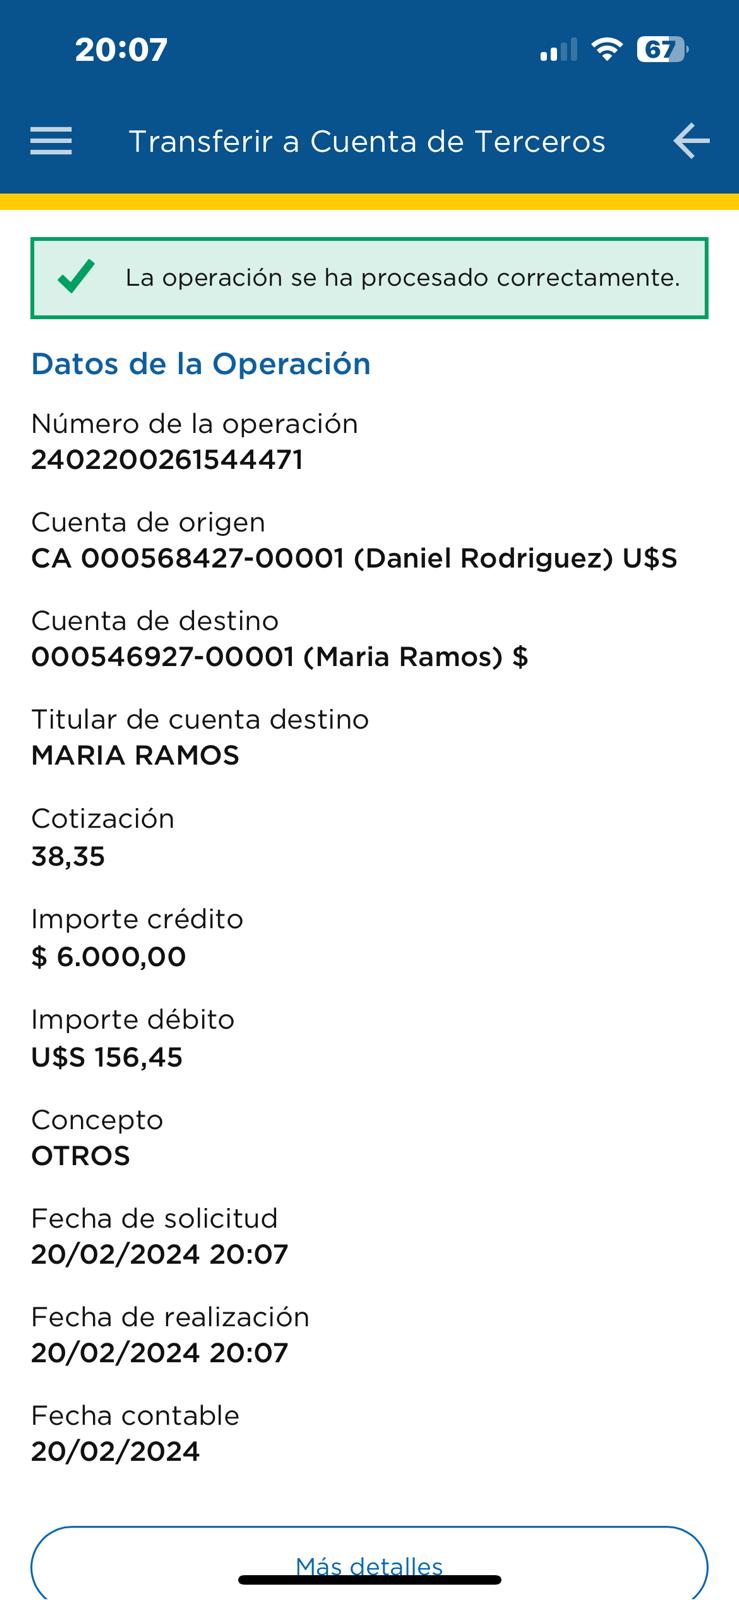 20:07
67
Transferir a Cuenta de Terceros
La operación se ha procesado correctamente.
Datos de la Operación
Número de la operación
2402200261544471
Cuenta de origen
CA 000568427-00001 (Daniel Rodriguez) U$S
Cuenta de destino
000546927-00001 (Maria Ramos) $
Titular de cuenta destino
MARIA RAMOS
Cotización
38,35
Importe crédito
$ 6.000,00
Importe débito
U$S 156,45
Concepto
OTROS
Fecha de solicitud
20/02/2024 20:07
Fecha de realización
20/02/2024 20:07
Fecha contable
20/02/2024
Más detalles